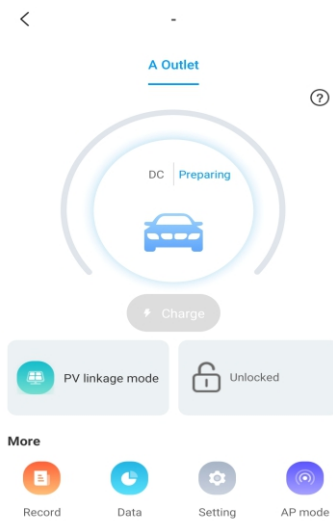 -
A Outlet
?
DC Preparing
Charge
PV linkage mode
Unlocked
More
Record Data Setting AP mode